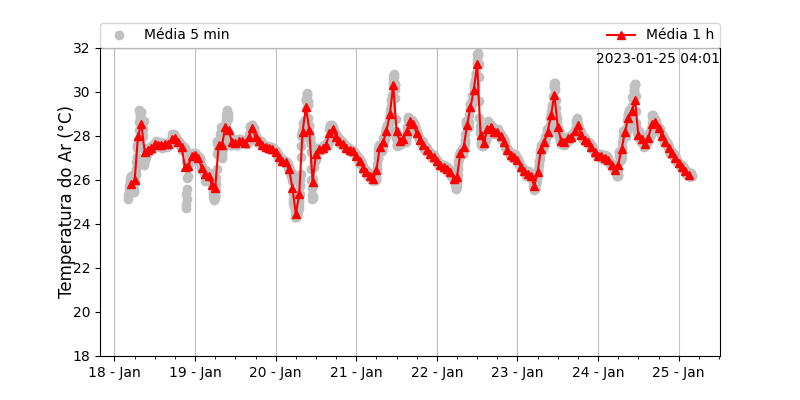 Média 5 min
Média 1 h
2023-01-25 04:01
Temperatura do Ar (°C)
32
30
28
26
24
22
20
18
18 - Jan
19 - Jan
20 - Jan
21 - Jan
22 - Jan
23 - Jan
24 - Jan
25 - Jan